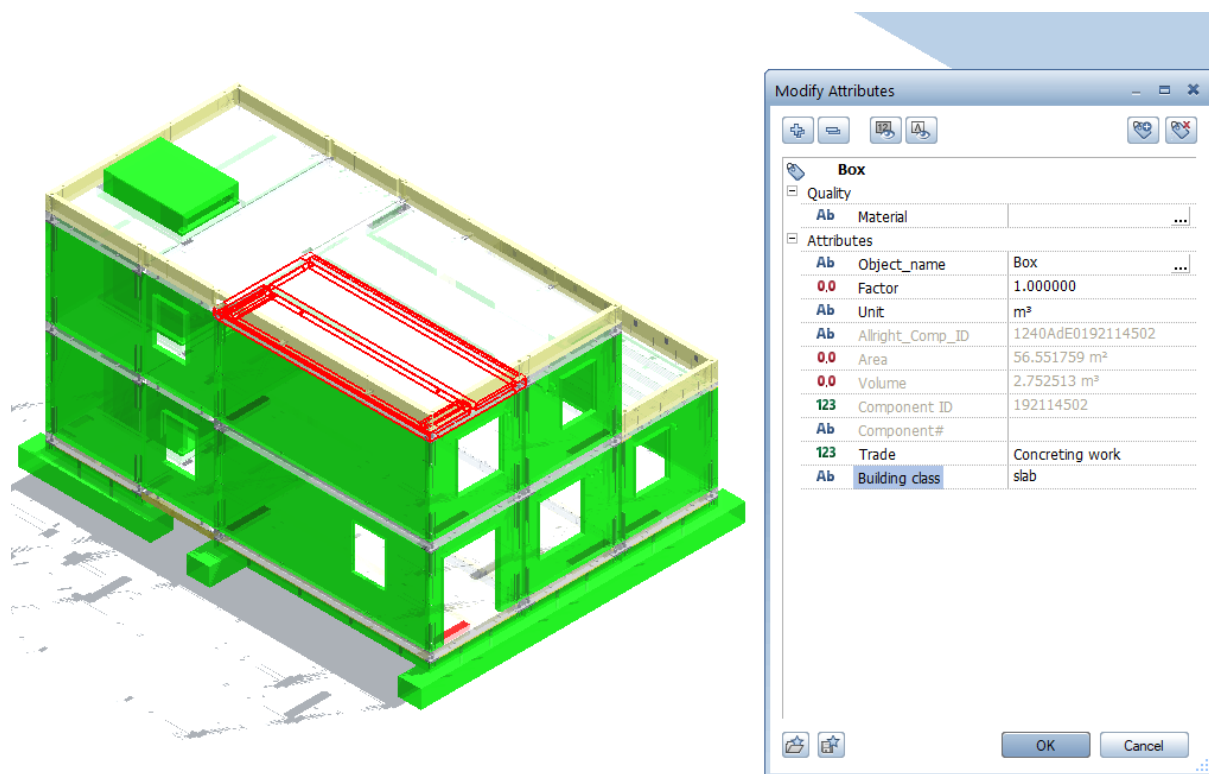 Modify Attributes
Box
Quality
Ab Material ...
Attributes
Ab Object_name Box ...
0,0 Factor 1.000000
Ab Unit m³
Ab Allright_Comp_ID 1240AdE0192114502
0,0 Area 56.551759 m²
0,0 Volume 2.752513 m³
123 Component ID 192114502
Ab Component#
123 Trade Concreting work
Ab Building class slab
OK Cancel